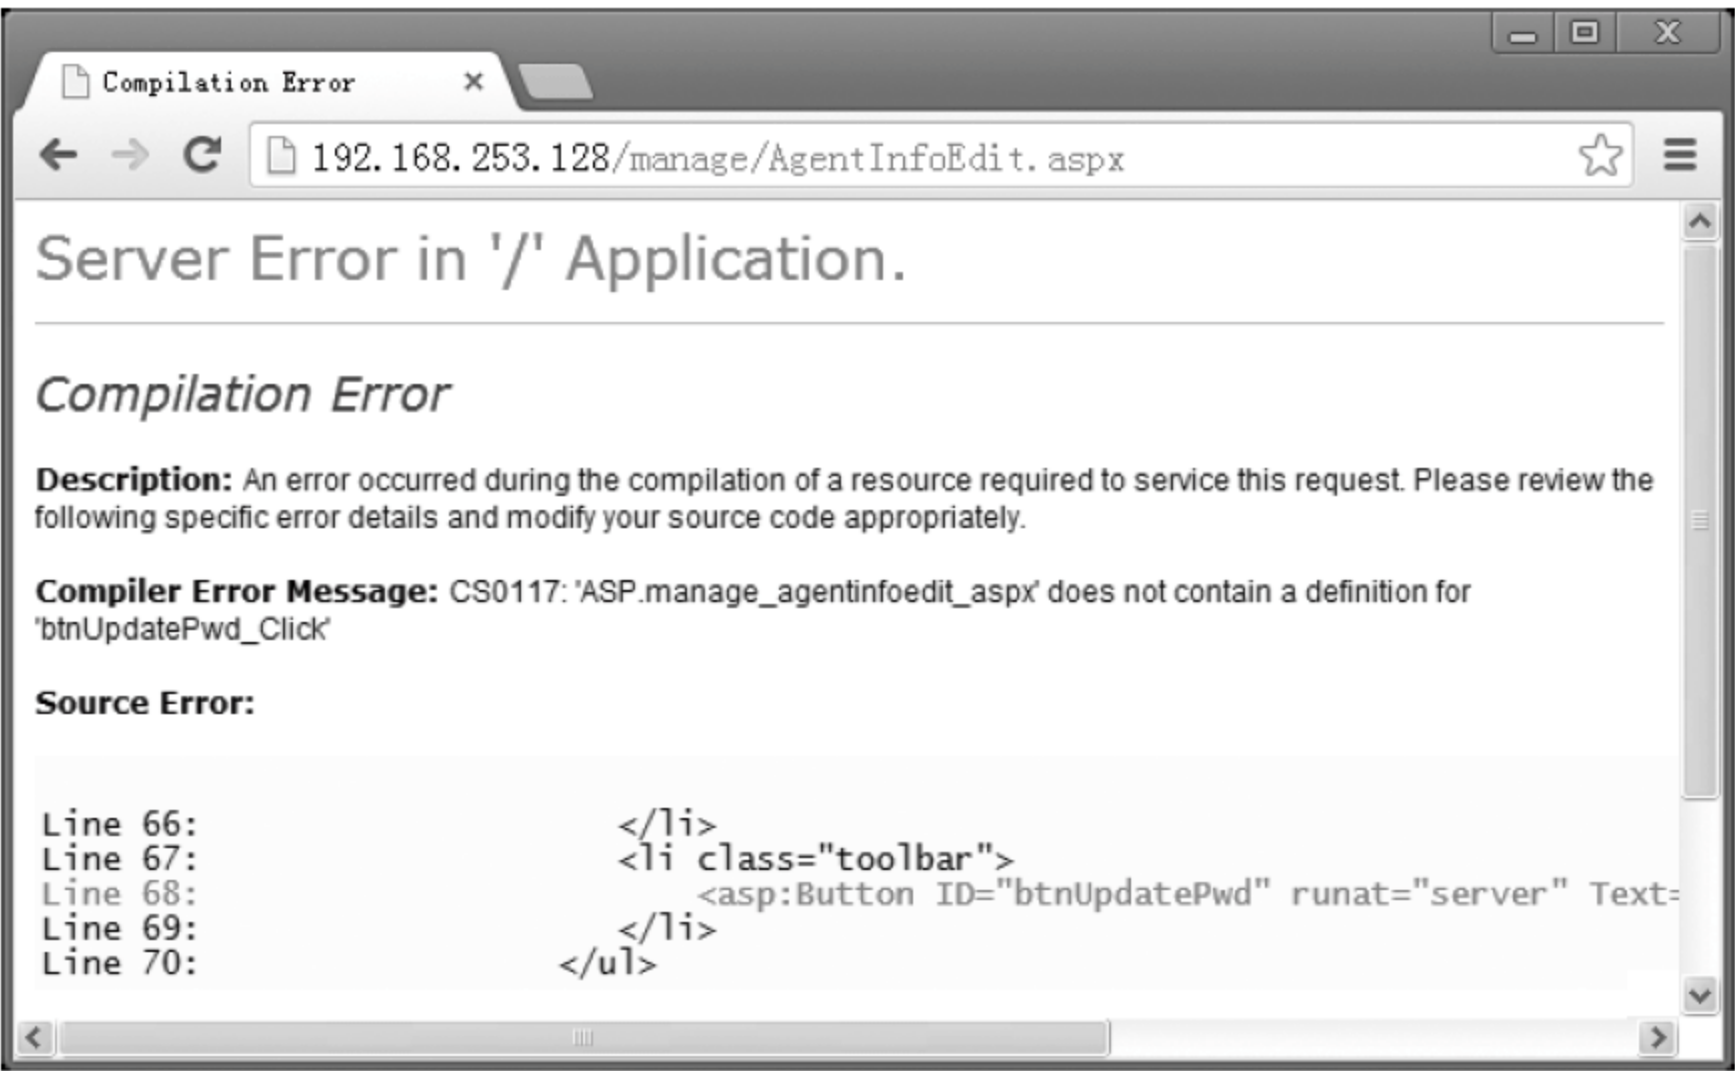 Compilation Error
192.168.253.128/manage/AgentInfoEdit.aspx
Server Error in '/' Application.
Compilation Error
Description: An error occurred during the compilation of a resource required to service this request. Please review the
following specific error details and modify your source code appropriately.
Compiler Error Message: CS0117: 'ASP.manage_agentinfoedit_aspx' does not contain a definition for
'btnUpdatePwd_Click'
Source Error:
Line 66:                     </li>
Line 67:                     <li class="toolbar">
Line 68:                         <asp:Button ID="btnUpdatePwd" runat="server" Text=
Line 69:                     </li>
Line 70:                  </ul>